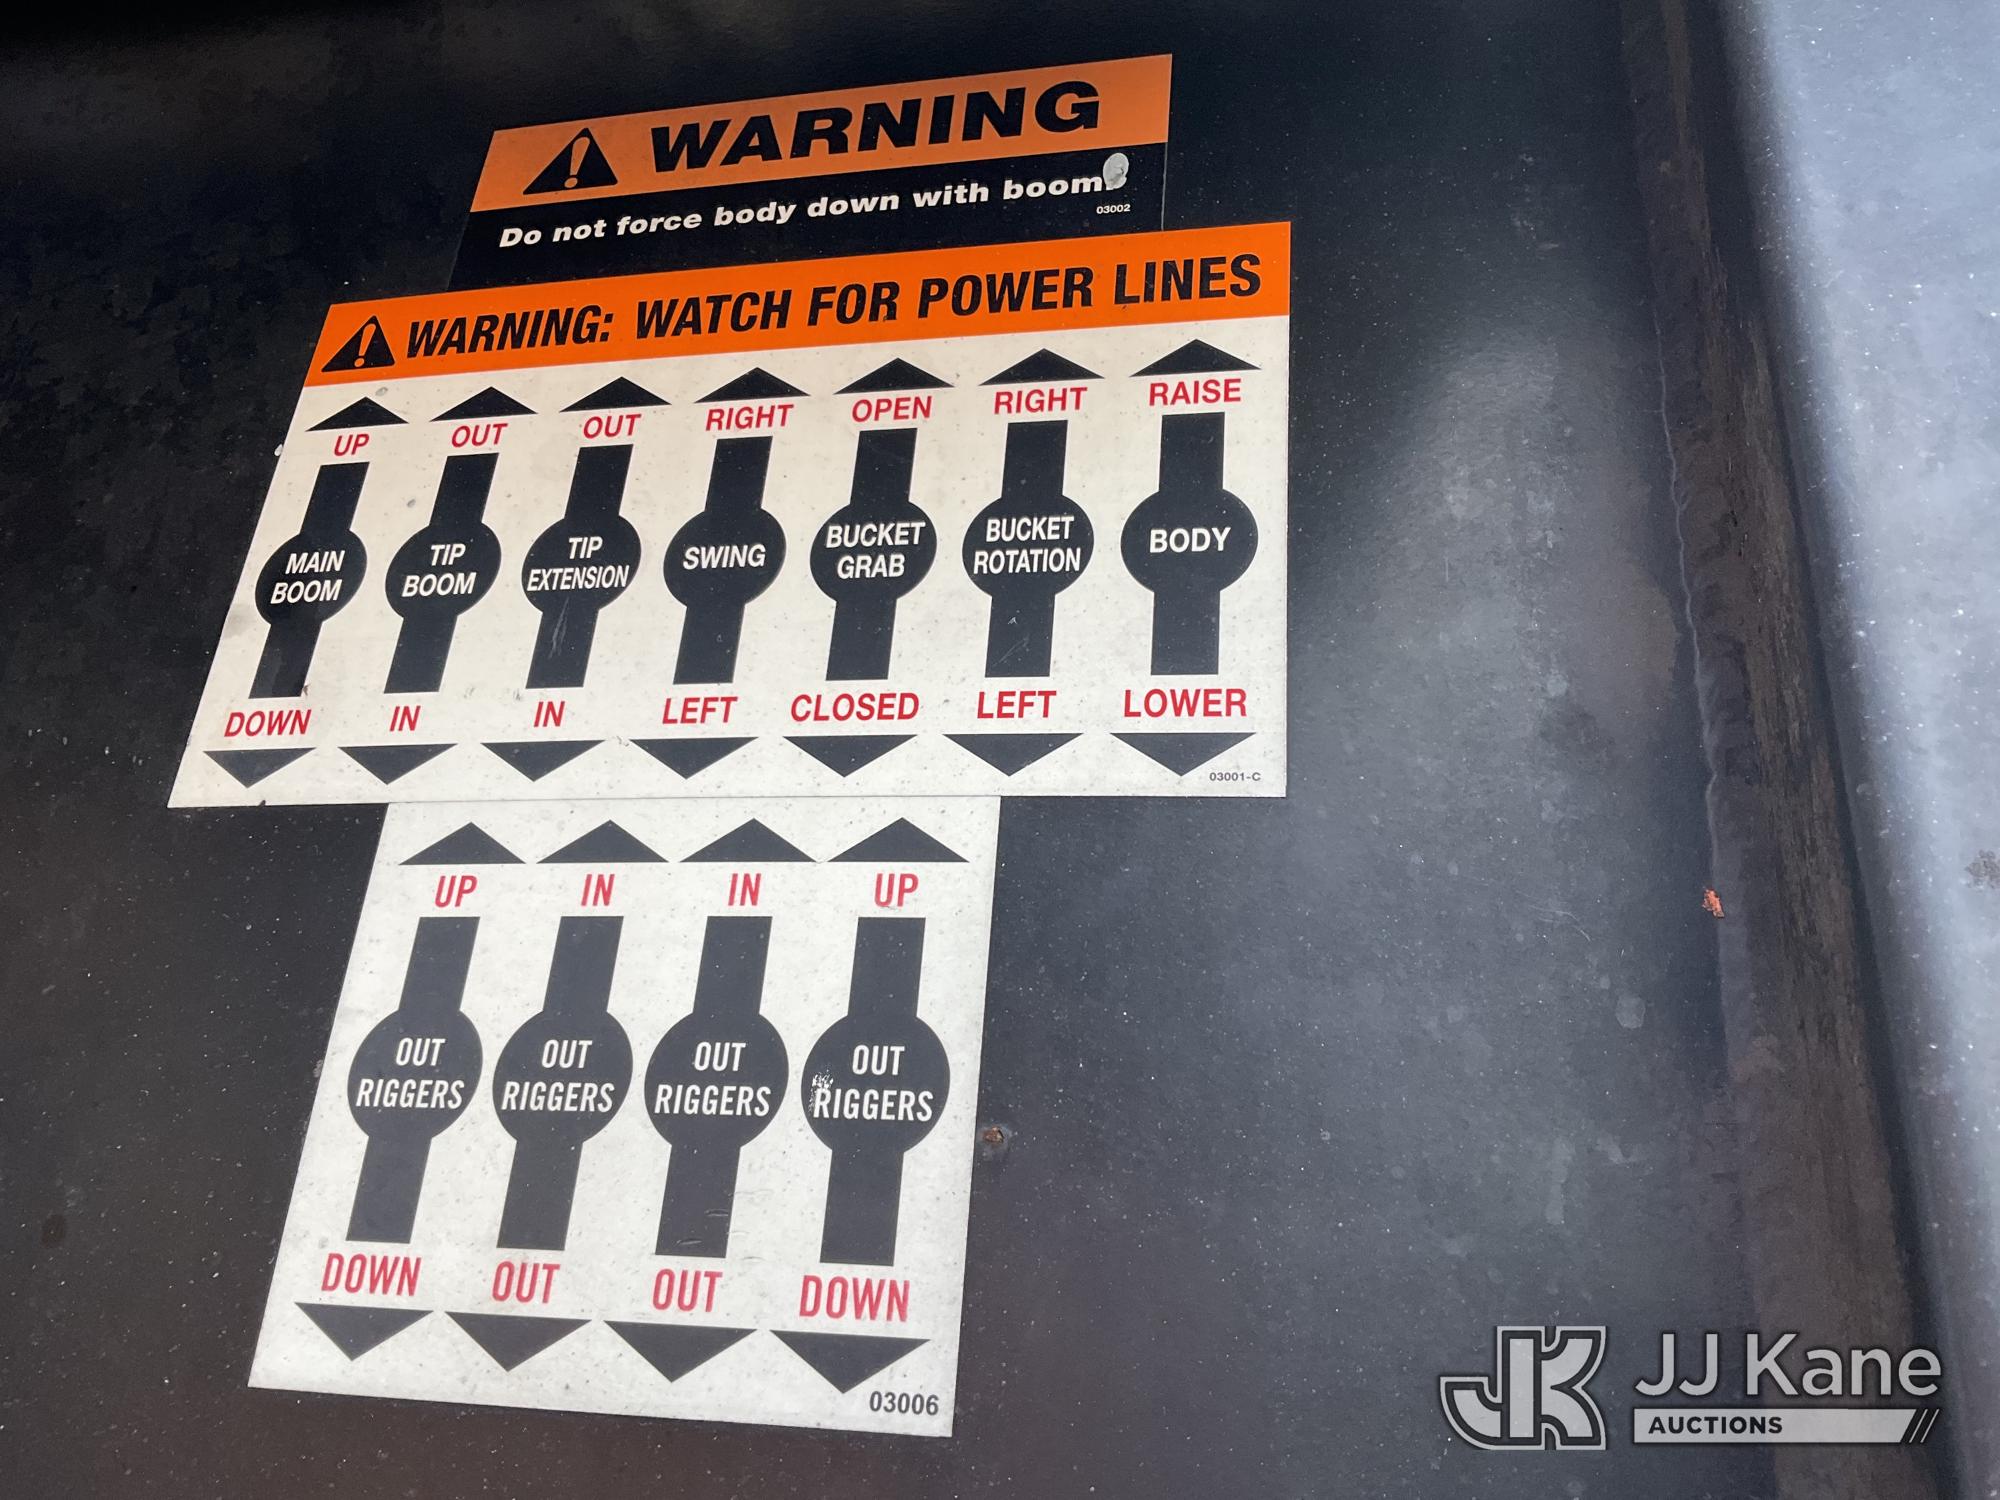 WARNING
Do not force body down with boom.
03002
WARNING: WATCH FOR POWER LINES
UP OUT OUT RIGHT OPEN RIGHT RAISE
MAIN BOOM TIP BOOM TIP EXTENSION SWING BUCKET GRAB BUCKET ROTATION BODY
DOWN IN IN LEFT CLOSED LEFT LOWER
03001-C
UP IN IN UP
OUT RIGGERS OUT RIGGERS OUT RIGGERS OUT RIGGERS
DOWN OUT OUT DOWN
03006
JK JJ Kane
AUCTIONS